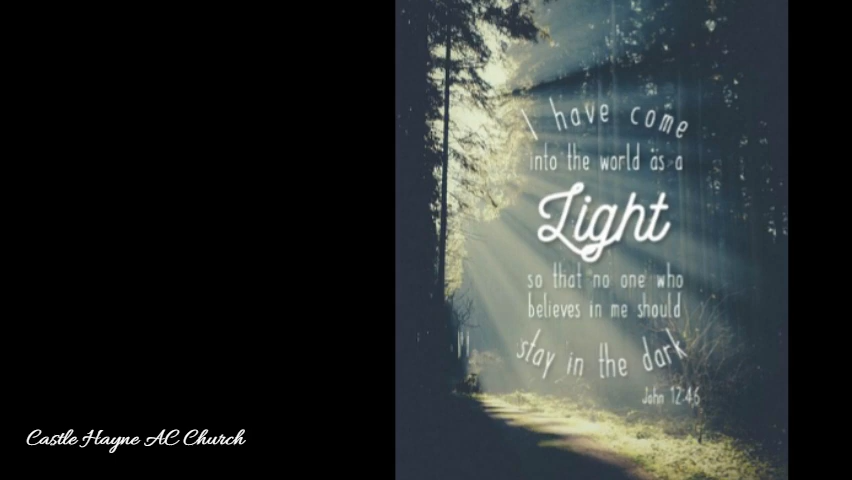 I have come
into the world as a
Light
so that no one who
believes in me should
stay in the dark
John 12:46
Castle Hayne AC Church